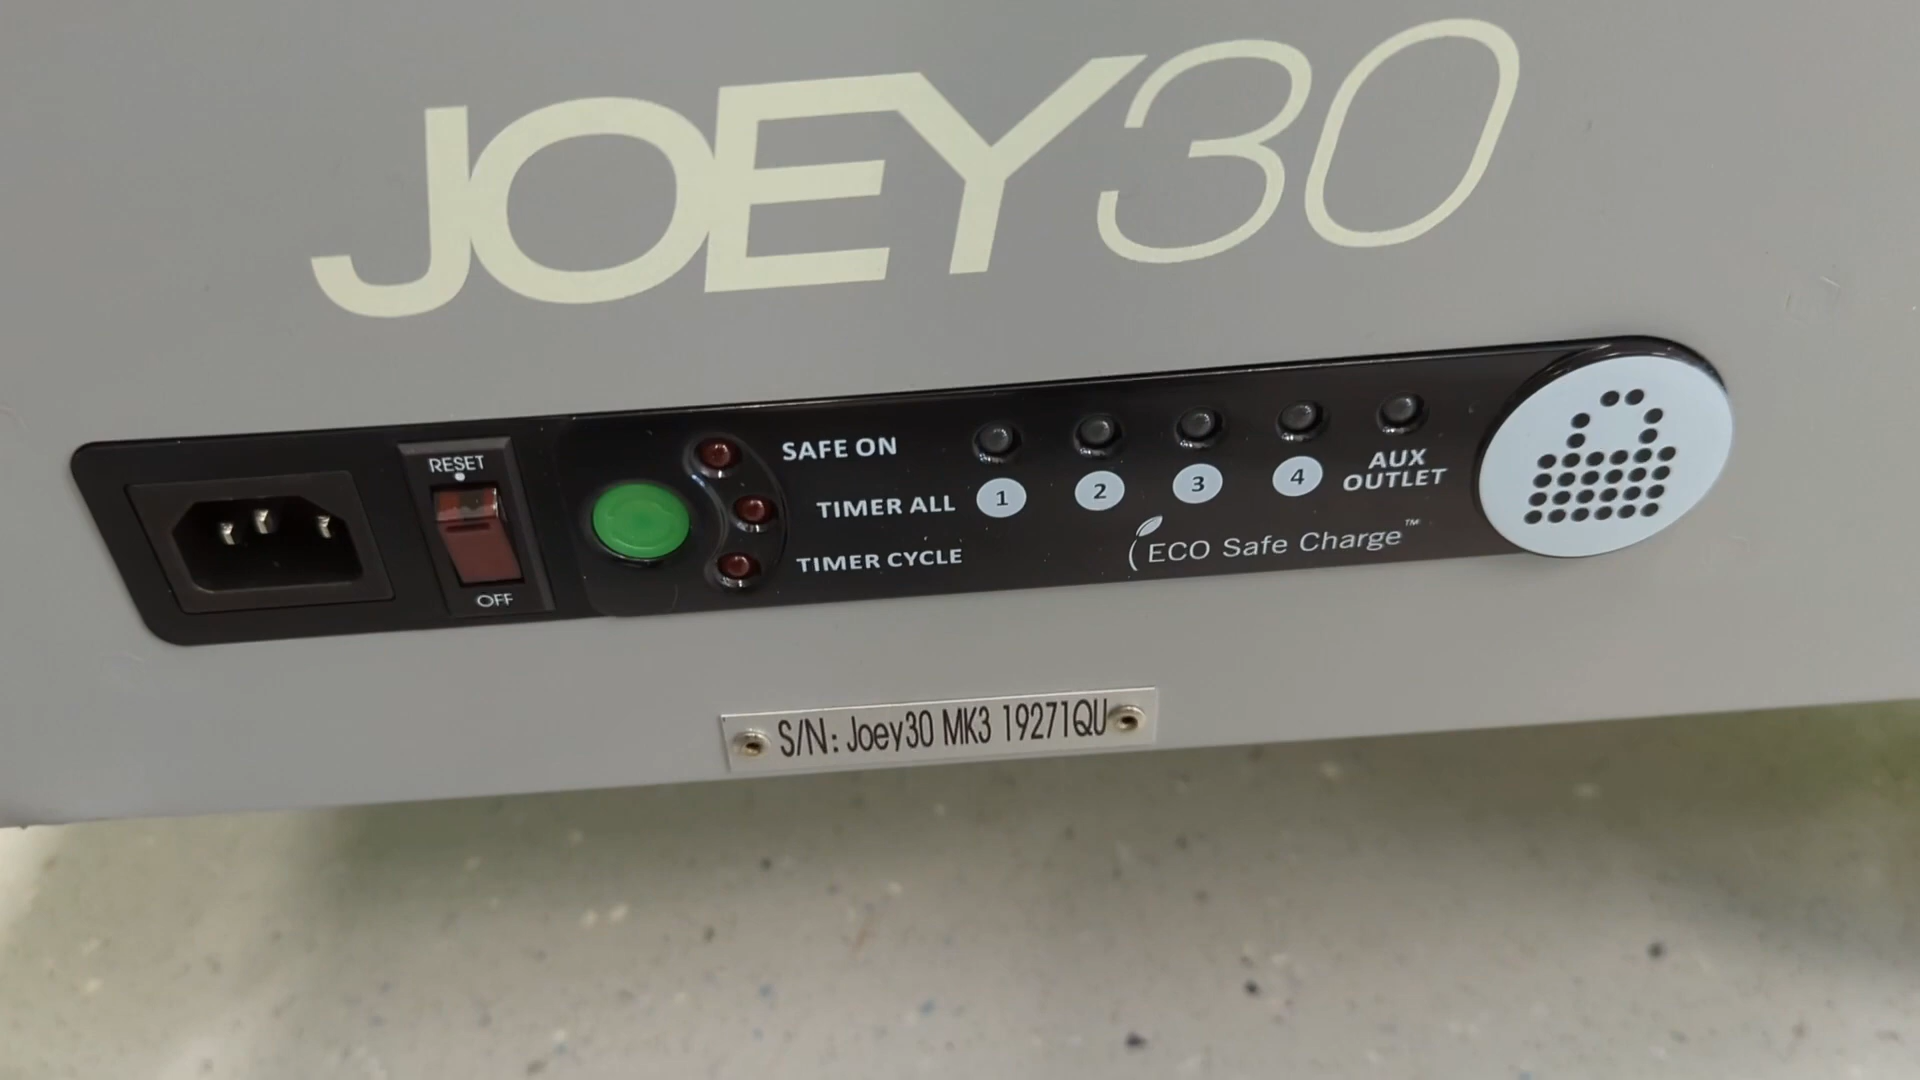 JOEY30
RESET
OFF
SAFE ON
TIMER ALL
TIMER CYCLE
1 2 3 4
AUX
OUTLET
ECO Safe Charge™
S/N: Joey30 MK3 19271QU